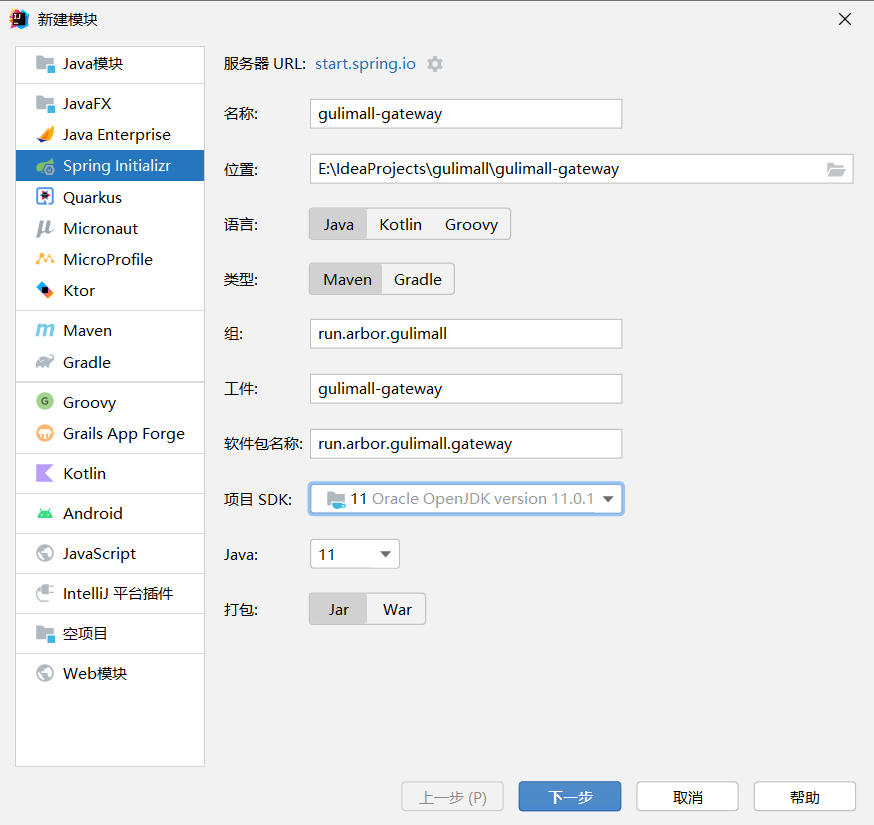 新建模块
Java模块
JavaFX
Java Enterprise
Spring Initializr
Quarkus
Micronaut
MicroProfile
Ktor
Maven
Gradle
Groovy
Grails App Forge
Kotlin
Android
JavaScript
IntelliJ 平台插件
空项目
Web模块
服务器 URL: start.spring.io
名称: gulimall-gateway
位置: E:\IdeaProjects\gulimall\gulimall-gateway
语言: Java Kotlin Groovy
类型: Maven Gradle
组: run.arbor.gulimall
工件: gulimall-gateway
软件包名称: run.arbor.gulimall.gateway
项目 SDK: 11 Oracle OpenJDK version 11.0.1
Java: 11
打包: Jar War
上一步 (P) 下一步 取消 帮助